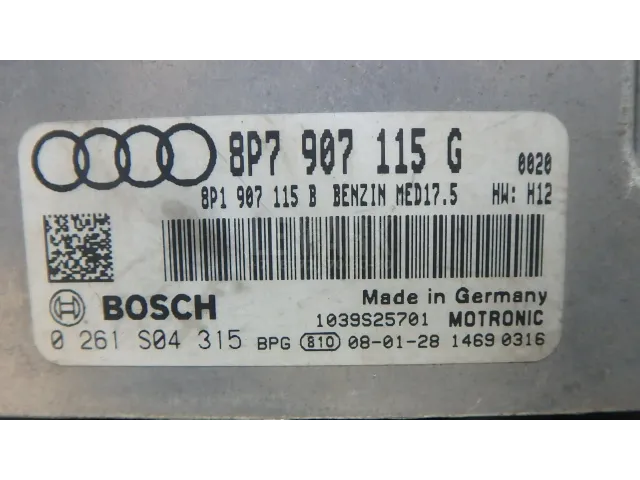 8P7 907 115 G 0020
8P1 907 115 B BENZIN MED17.5 HW: H12
BOSCH Made in Germany
1039S25701 MOTRONIC
0 261 S04 315 BPG 810 08-01-28 1469 0316